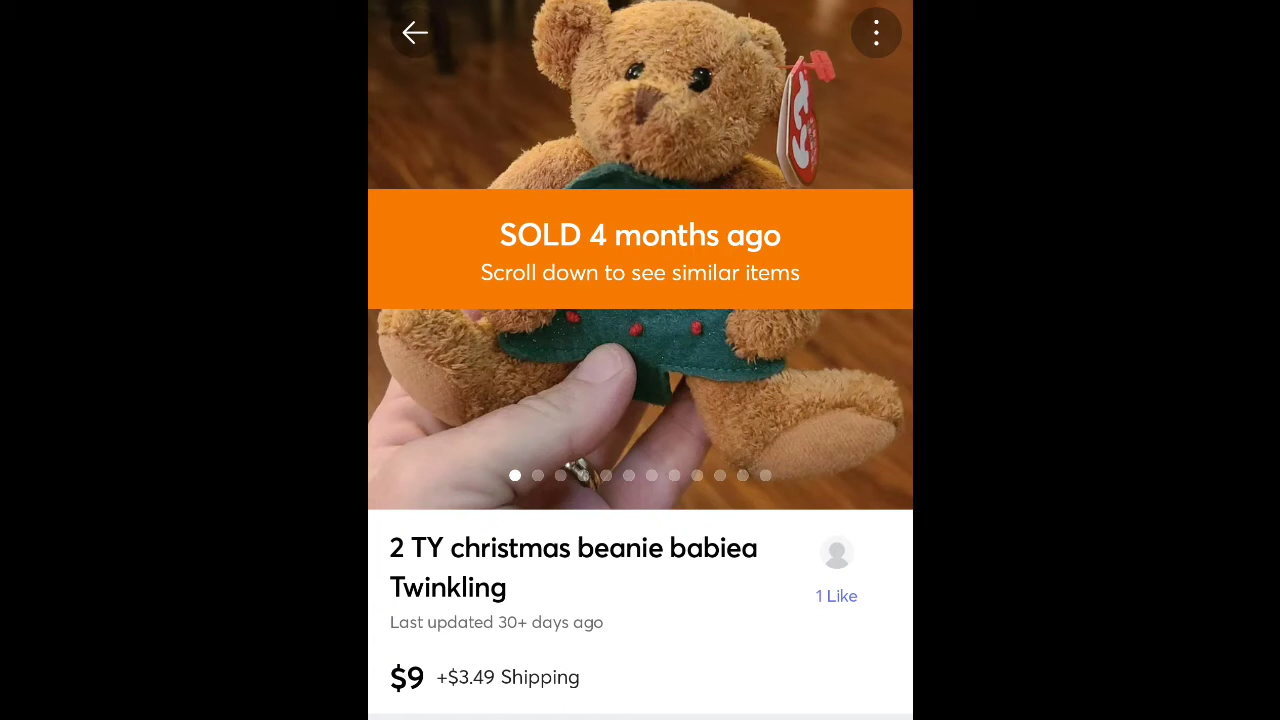 ty
SOLD 4 months ago
Scroll down to see similar items
2 TY christmas beanie babiea
Twinkling
1 Like
Last updated 30+ days ago
$9 +$3.49 Shipping